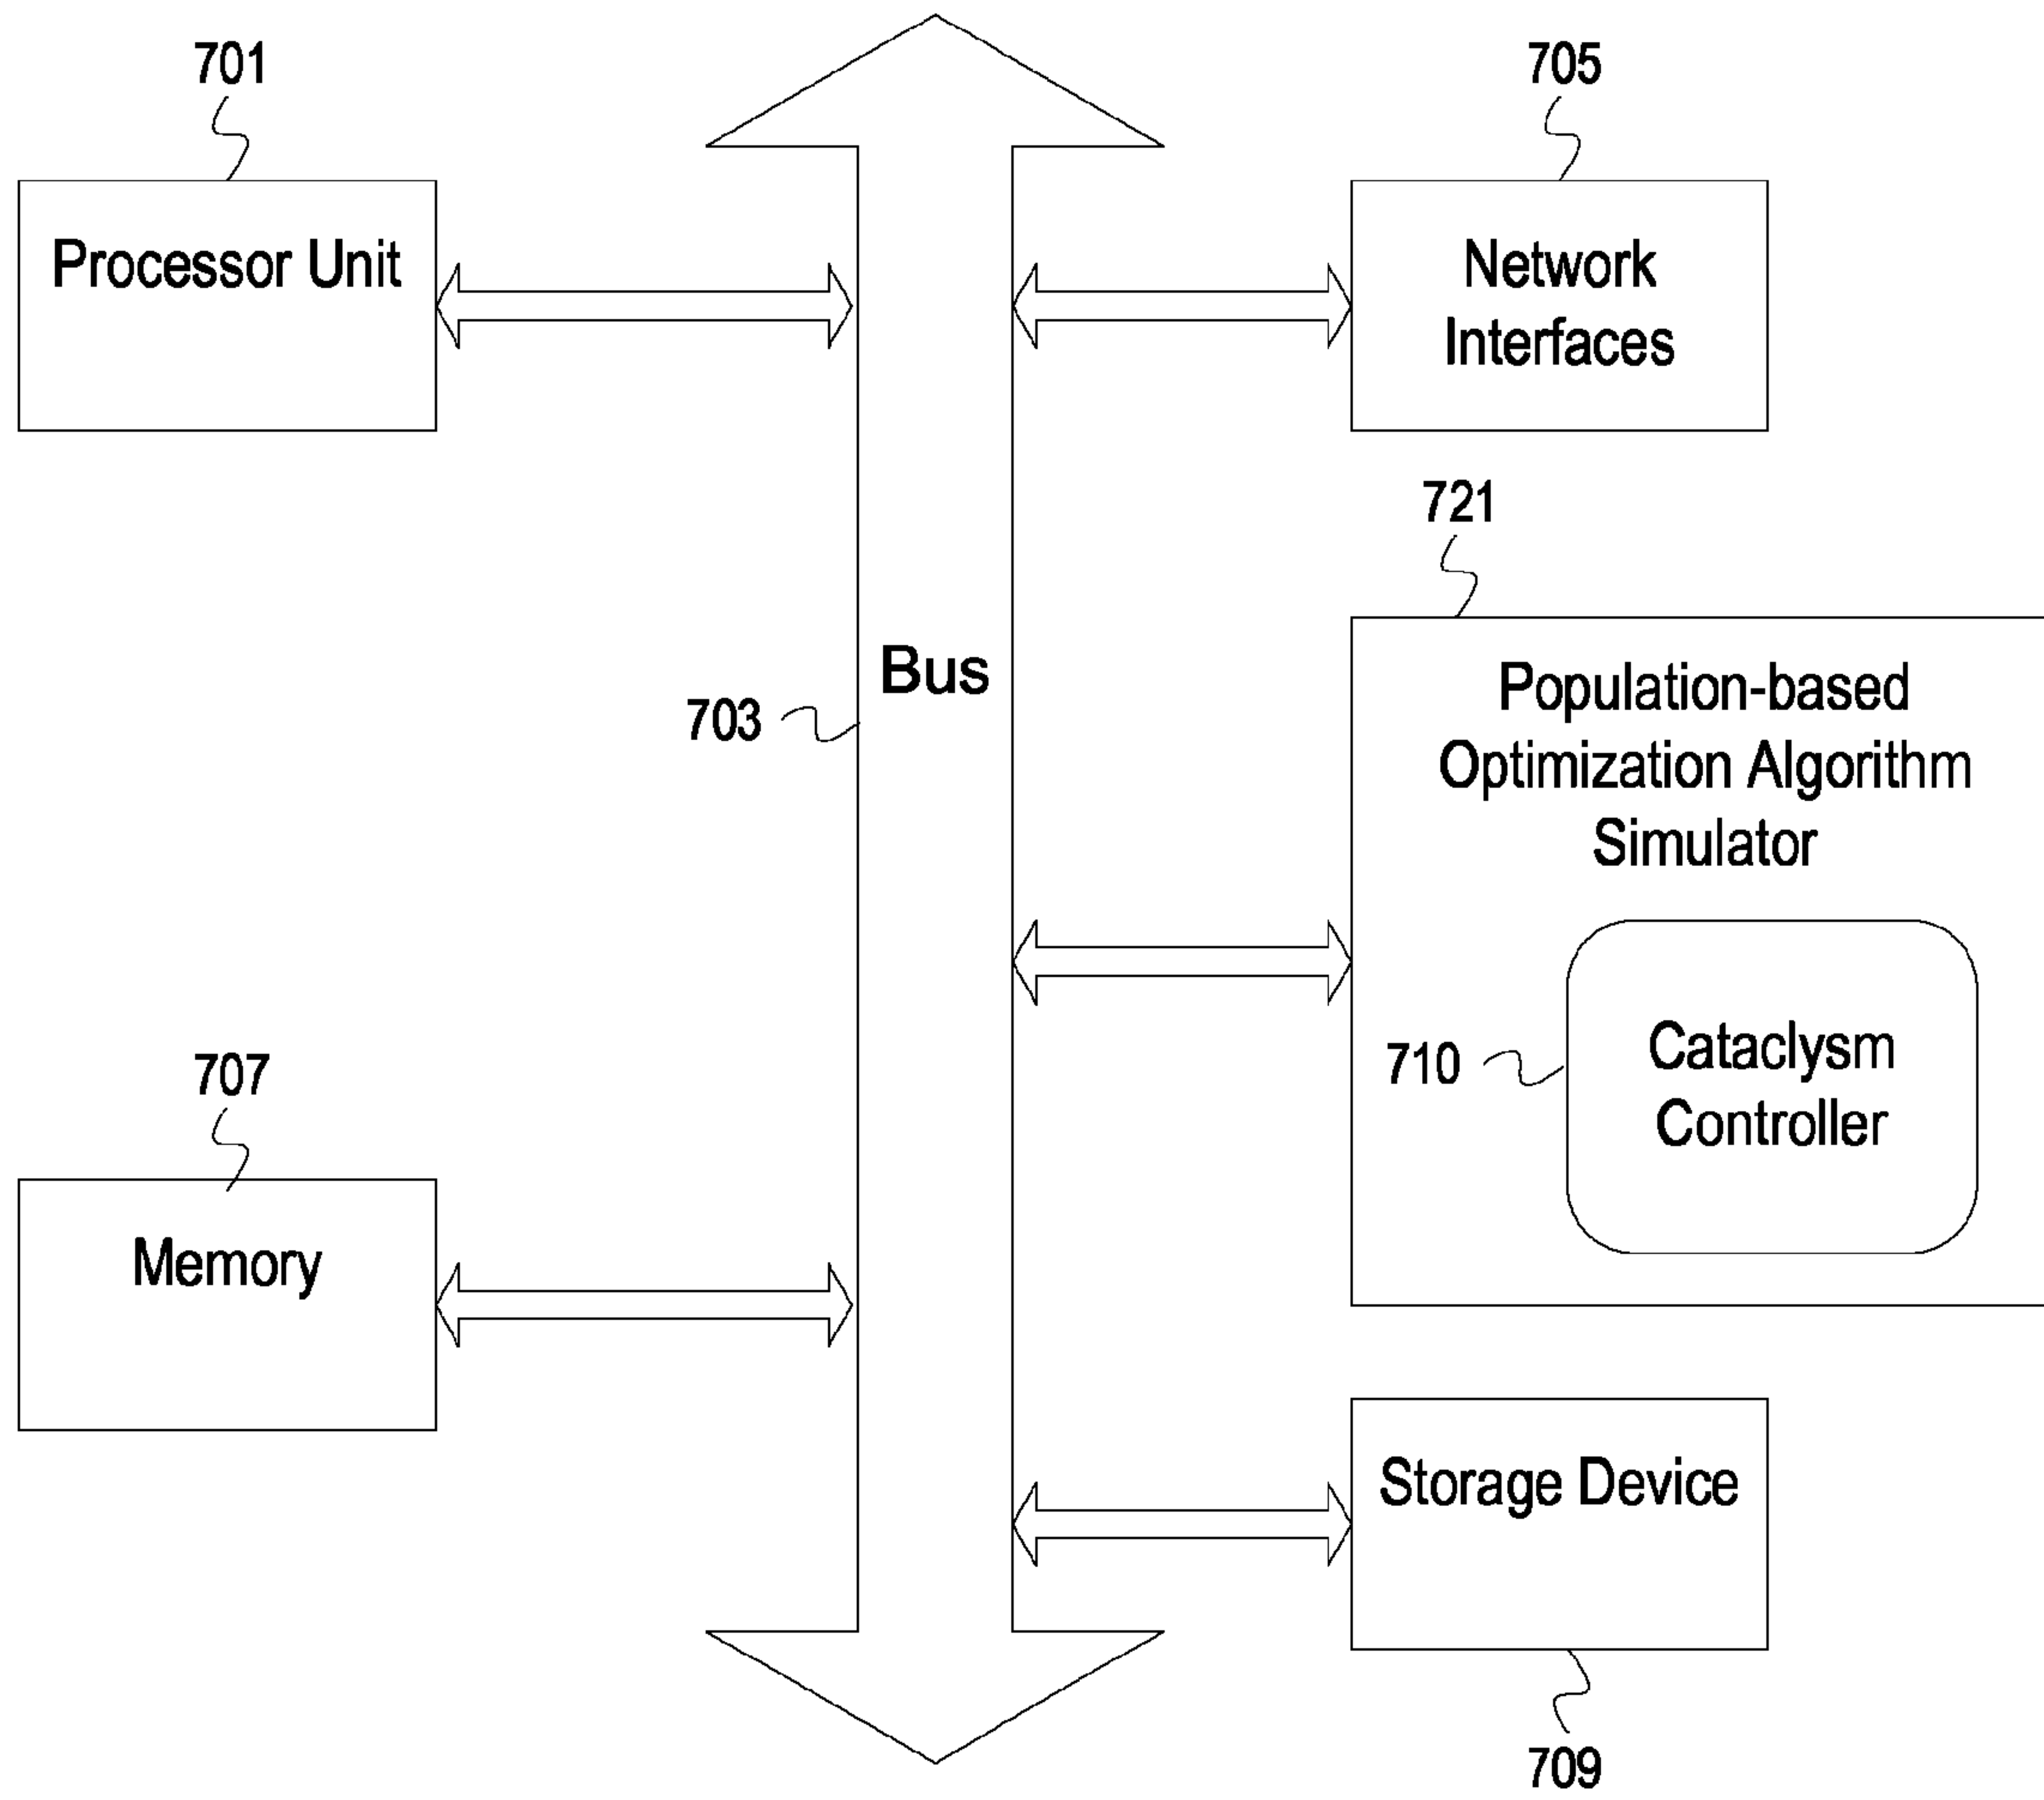 701
705
Processor Unit
Network
Interfaces
721
Bus
703
Population-based
Optimization Algorithm
Simulator
710
Cataclysm
Controller
707
Memory
Storage Device
709